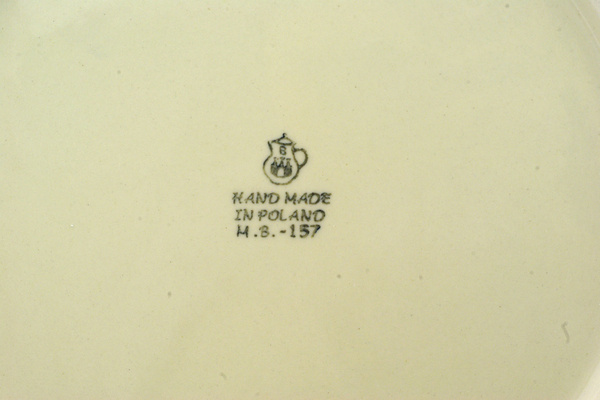 B
HAND MADE
IN POLAND
M.B.-157